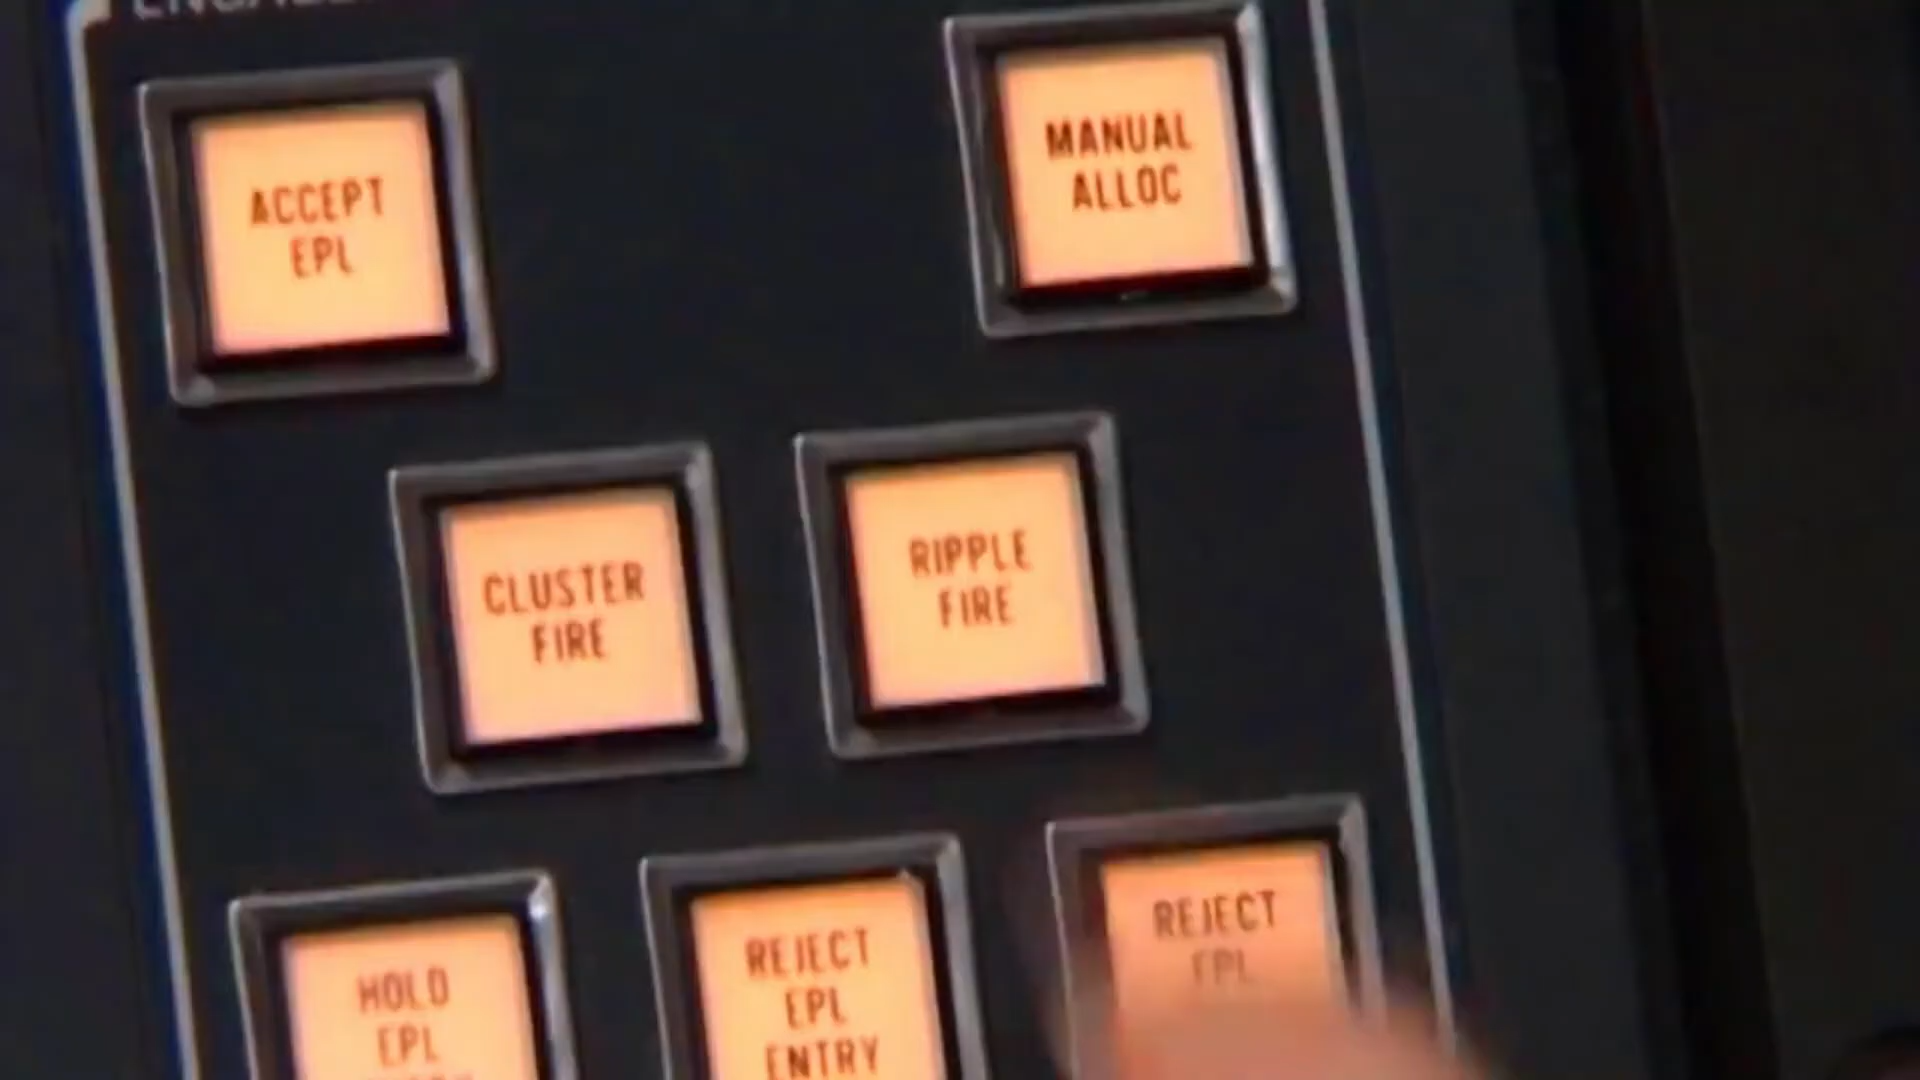 ACCEPT
EPL
MANUAL
ALLOC
CLUSTER
FIRE
RIPPLE
FIRE
HOLD
EPL
REJECT
EPL
ENTRY
REJECT
EPL